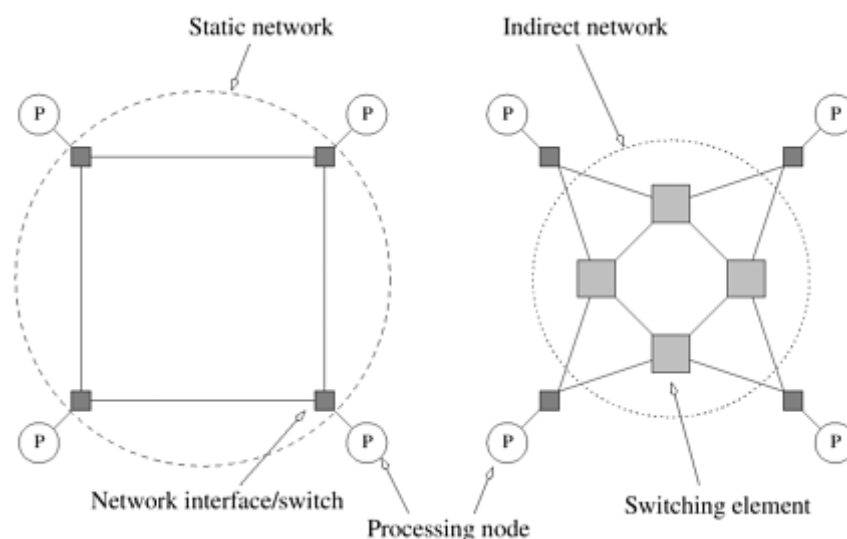 Static network
Indirect network
P
P
P
P
P
P
P
P
Network interface/switch
Switching element
Processing node